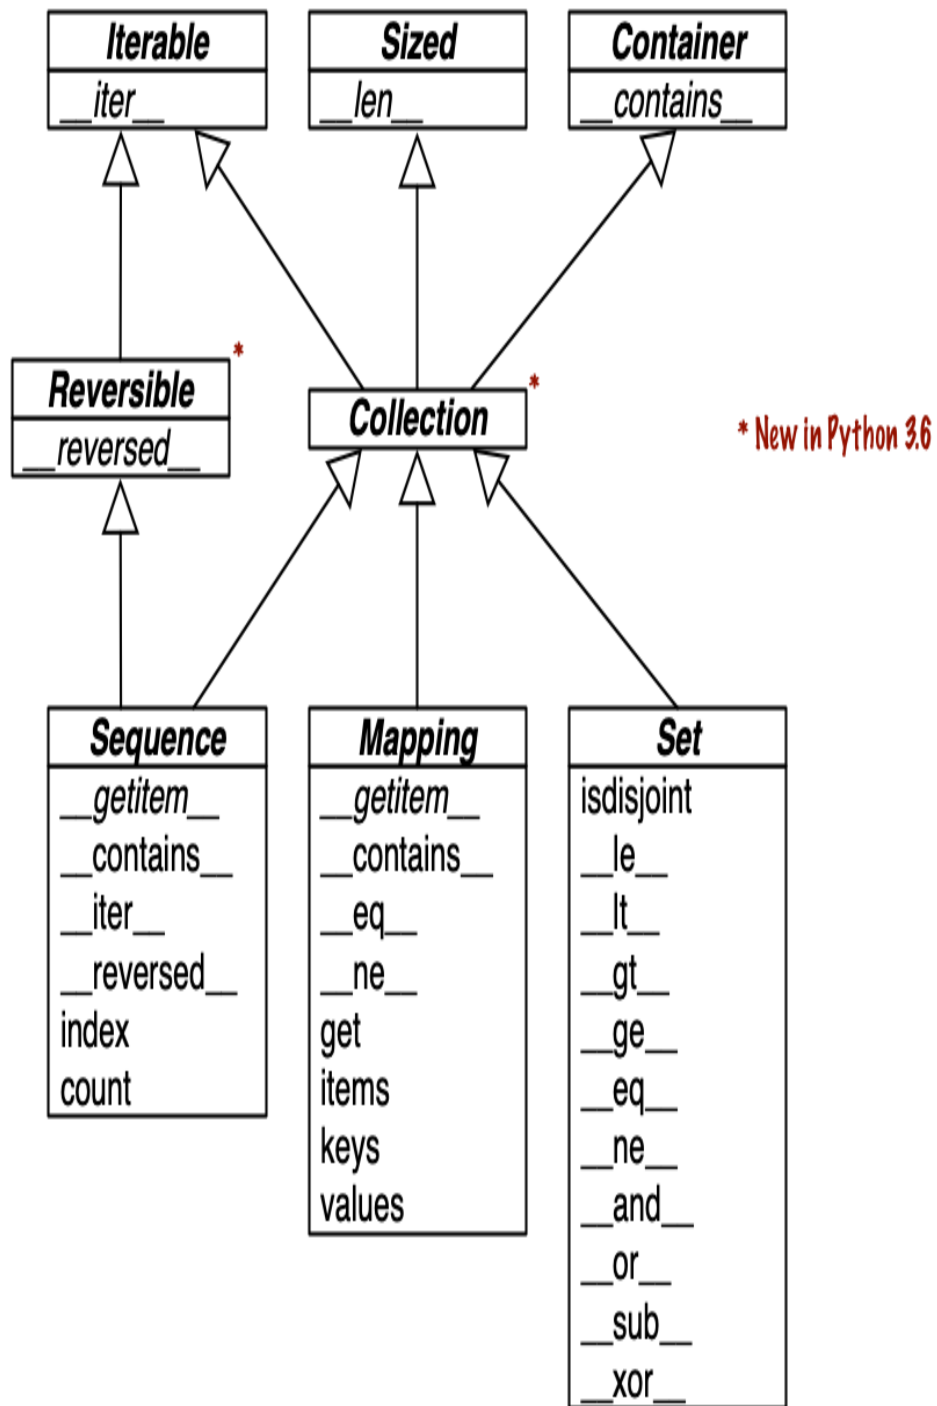 Iterable
__iter__
Sized
__len__
Container
__contains__
Reversible
*
__reversed__
Collection
*
* New in Python 3.6
Sequence
__getitem__
__contains__
__iter__
__reversed__
index
count
Mapping
__getitem__
__contains__
__eq__
__ne__
get
items
keys
values
Set
isdisjoint
__le__
__lt__
__gt__
__ge__
__eq__
__ne__
__and__
__or__
__sub__
__xor__